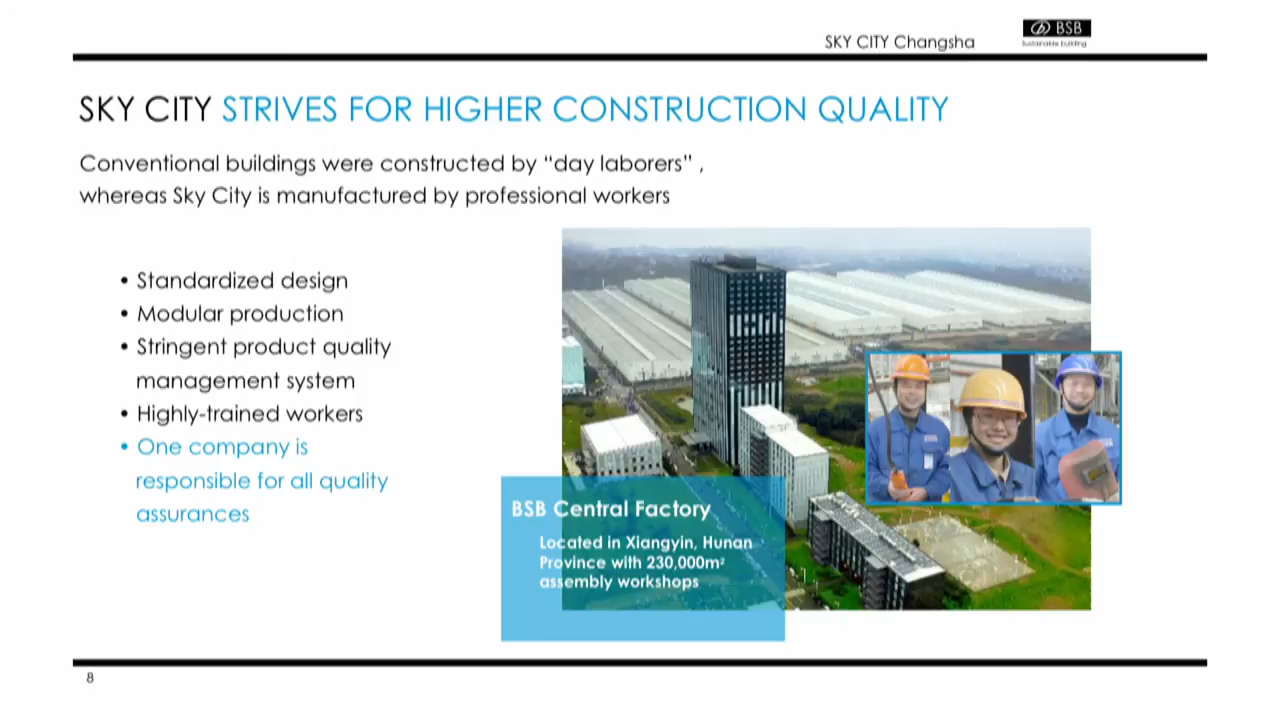 SKY CITY Changsha
BSB
Sustainable building
SKY CITY STRIVES FOR HIGHER CONSTRUCTION QUALITY
Conventional buildings were constructed by “day laborers” ,
whereas Sky City is manufactured by professional workers
• Standardized design
• Modular production
• Stringent product quality
management system
• Highly-trained workers
• One company is
responsible for all quality
assurances
BSB Central Factory
Located in Xiangyin, Hunan
Province with 230,000m²
assembly workshops
8